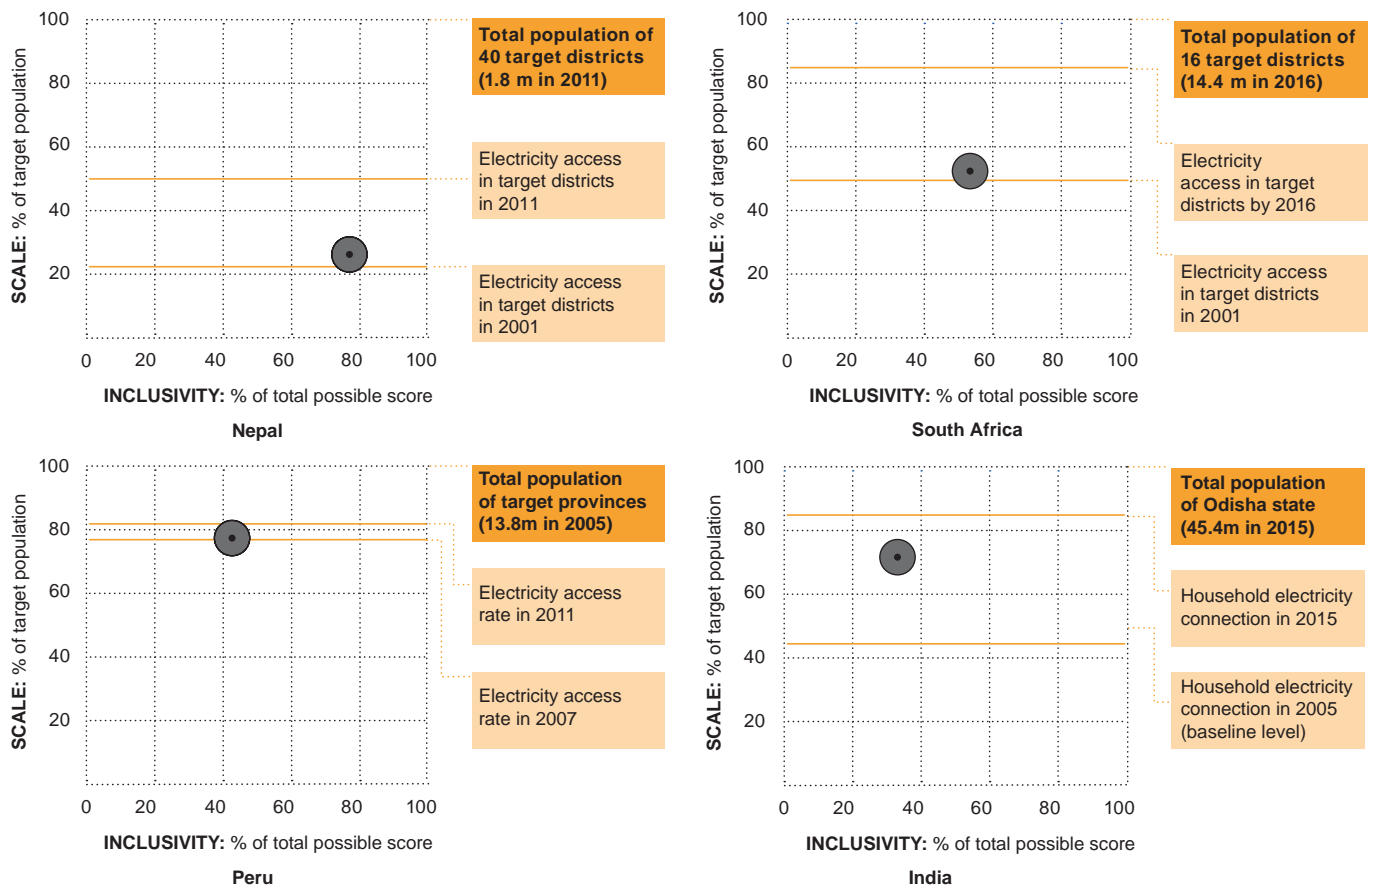 100
80
60
40
20
SCALE: % of target population
0 20 40 60 80 100
INCLUSIVITY: % of total possible score
Nepal
Total population of
40 target districts
(1.8 m in 2011)
Electricity access
in target districts
in 2011
Electricity access
in target districts
in 2001
100
80
60
40
20
SCALE: % of target population
0 20 40 60 80 100
INCLUSIVITY: % of total possible score
South Africa
Total population of
16 target districts
(14.4 m in 2016)
Electricity
access in target
districts by 2016
Electricity access
in target districts
in 2001
100
80
60
40
20
SCALE: % of target population
0 20 40 60 80 100
INCLUSIVITY: % of total possible score
Peru
Total population
of target provinces
(13.8m in 2005)
Electricity access
rate in 2011
Electricity access
rate in 2007
100
80
60
40
20
SCALE: % of target population
0 20 40 60 80 100
INCLUSIVITY: % of total possible score
India
Total population
of Odisha state
(45.4m in 2015)
Household electricity
connection in 2015
Household electricity
connection in 2005
(baseline level)